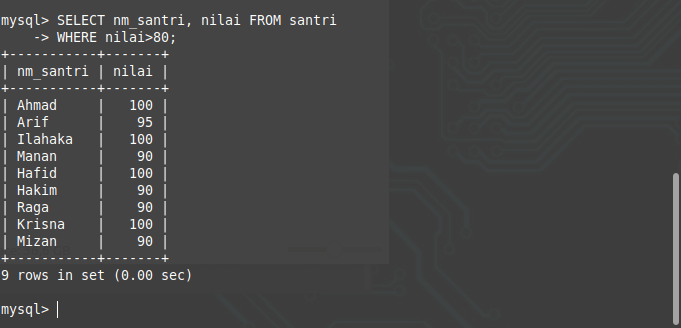 mysql> SELECT nm_santri, nilai FROM santri
    -> WHERE nilai>80;
+-----------+-------+
| nm_santri | nilai |
+-----------+-------+
| Ahmad     |   100 |
| Arif      |    95 |
| Ilahaka   |   100 |
| Manan     |    90 |
| Hafid     |   100 |
| Hakim     |    90 |
| Raga      |    90 |
| Krisna    |   100 |
| Mizan     |    90 |
+-----------+-------+
9 rows in set (0.00 sec)
mysql>